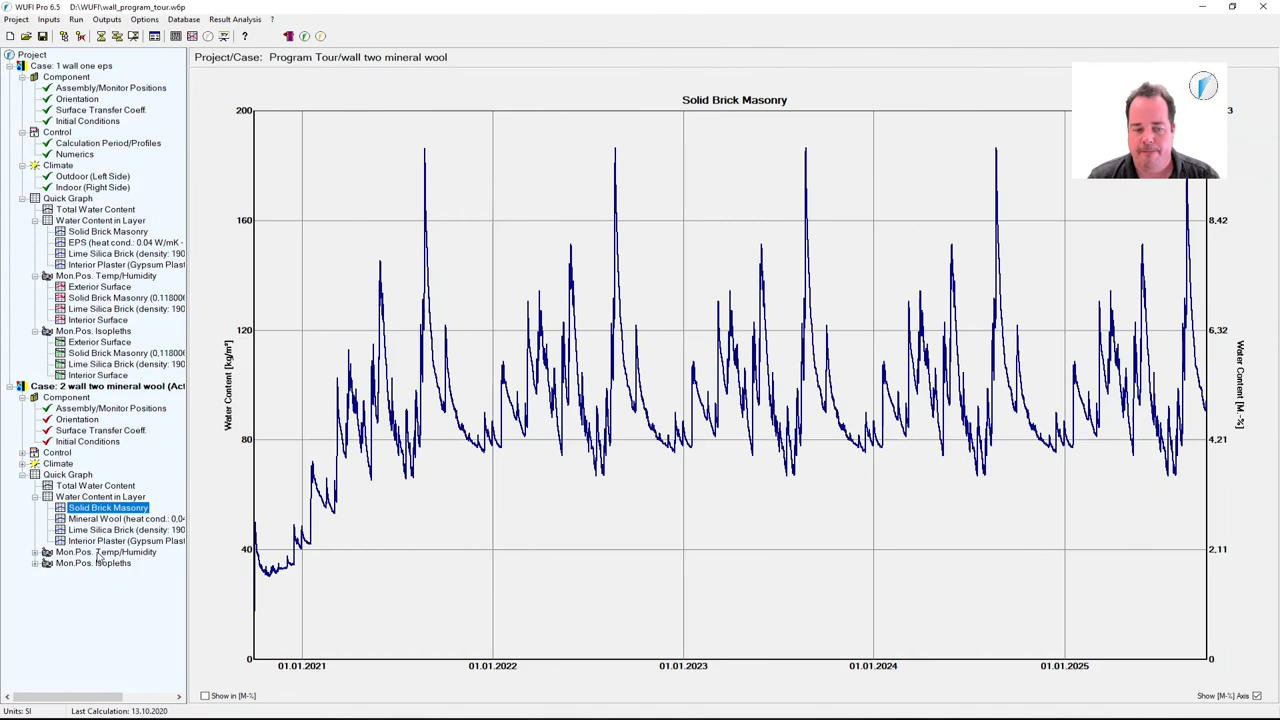 WUFI Pro 6.5 D:\WUFI\wall_program_tour.w6p
Project Inputs Run Outputs Options Database Result Analysis ?
Project
Case: 1 wall one eps
Component
Assembly/Monitor Positions
Orientation
Surface Transfer Coeff.
Initial Conditions
Control
Calculation Period/Profiles
Numerics
Climate
Outdoor (Left Side)
Indoor (Right Side)
Quick Graph
Total Water Content
Water Content in Layer
Solid Brick Masonry
EPS (heat cond.: 0.04 W/mK -
Lime Silica Brick (density: 190
Interior Plaster (Gypsum Plast
Mon.Pos. Temp/Humidity
Exterior Surface
Solid Brick Masonry (0,118000
Lime Silica Brick (density: 190
Interior Surface
Mon.Pos. Isopleths
Exterior Surface
Solid Brick Masonry (0,118000
Lime Silica Brick (density: 190
Interior Surface
Case: 2 wall two mineral wool (Act
Component
Assembly/Monitor Positions
Orientation
Surface Transfer Coeff.
Initial Conditions
Control
Climate
Quick Graph
Total Water Content
Water Content in Layer
Solid Brick Masonry
Mineral Wool (heat cond.: 0.04
Lime Silica Brick (density: 190
Interior Plaster (Gypsum Plast
Mon.Pos. Temp/Humidity
Mon.Pos. Isopleths
Project/Case: Program Tour/wall two mineral wool
Solid Brick Masonry
200
160
120
80
40
0
Water Content [kg/m³]
3
8,42
6,32
4,21
2,11
0
Water Content [M.-%]
01.01.2021 01.01.2022 01.01.2023 01.01.2024 01.01.2025
Show in [M-%]
Show [M-%] Axis
Units: SI Last Calculation: 13.10.2020